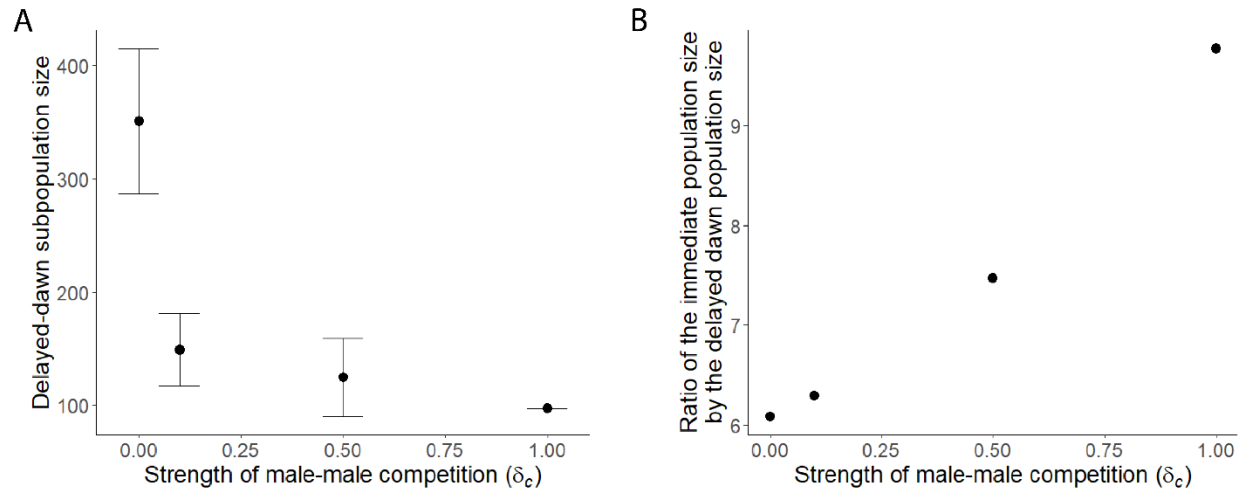 A
Delayed-dawn subpopulation size
400
300
200
100
0.00 0.25 0.50 0.75 1.00
Strength of male-male competition (δc)
B
Ratio of the immediate population size
by the delayed dawn population size
9
8
7
6
0.00 0.25 0.50 0.75 1.00
Strength of male-male competition (δc)